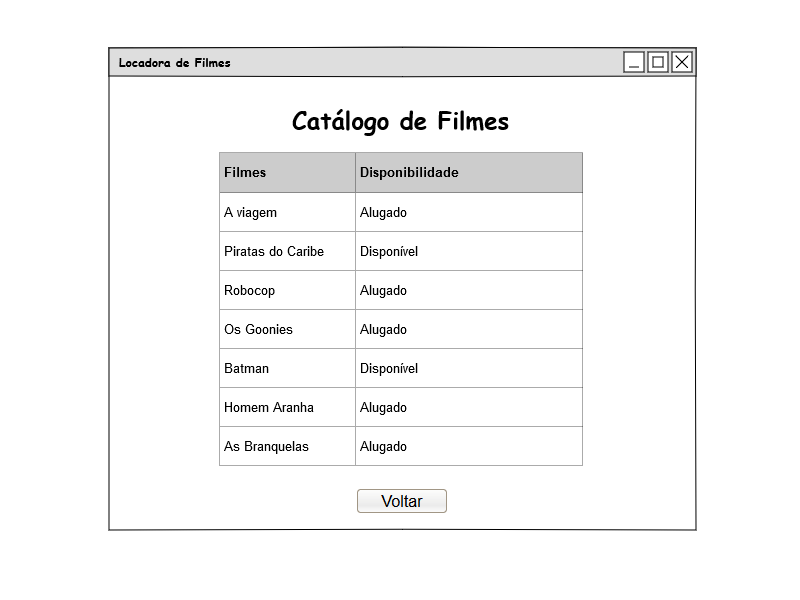 Locadora de Filmes
Catálogo de Filmes
Filmes Disponibilidade
A viagem Alugado
Piratas do Caribe Disponível
Robocop Alugado
Os Goonies Alugado
Batman Disponível
Homem Aranha Alugado
As Branquelas Alugado
Voltar